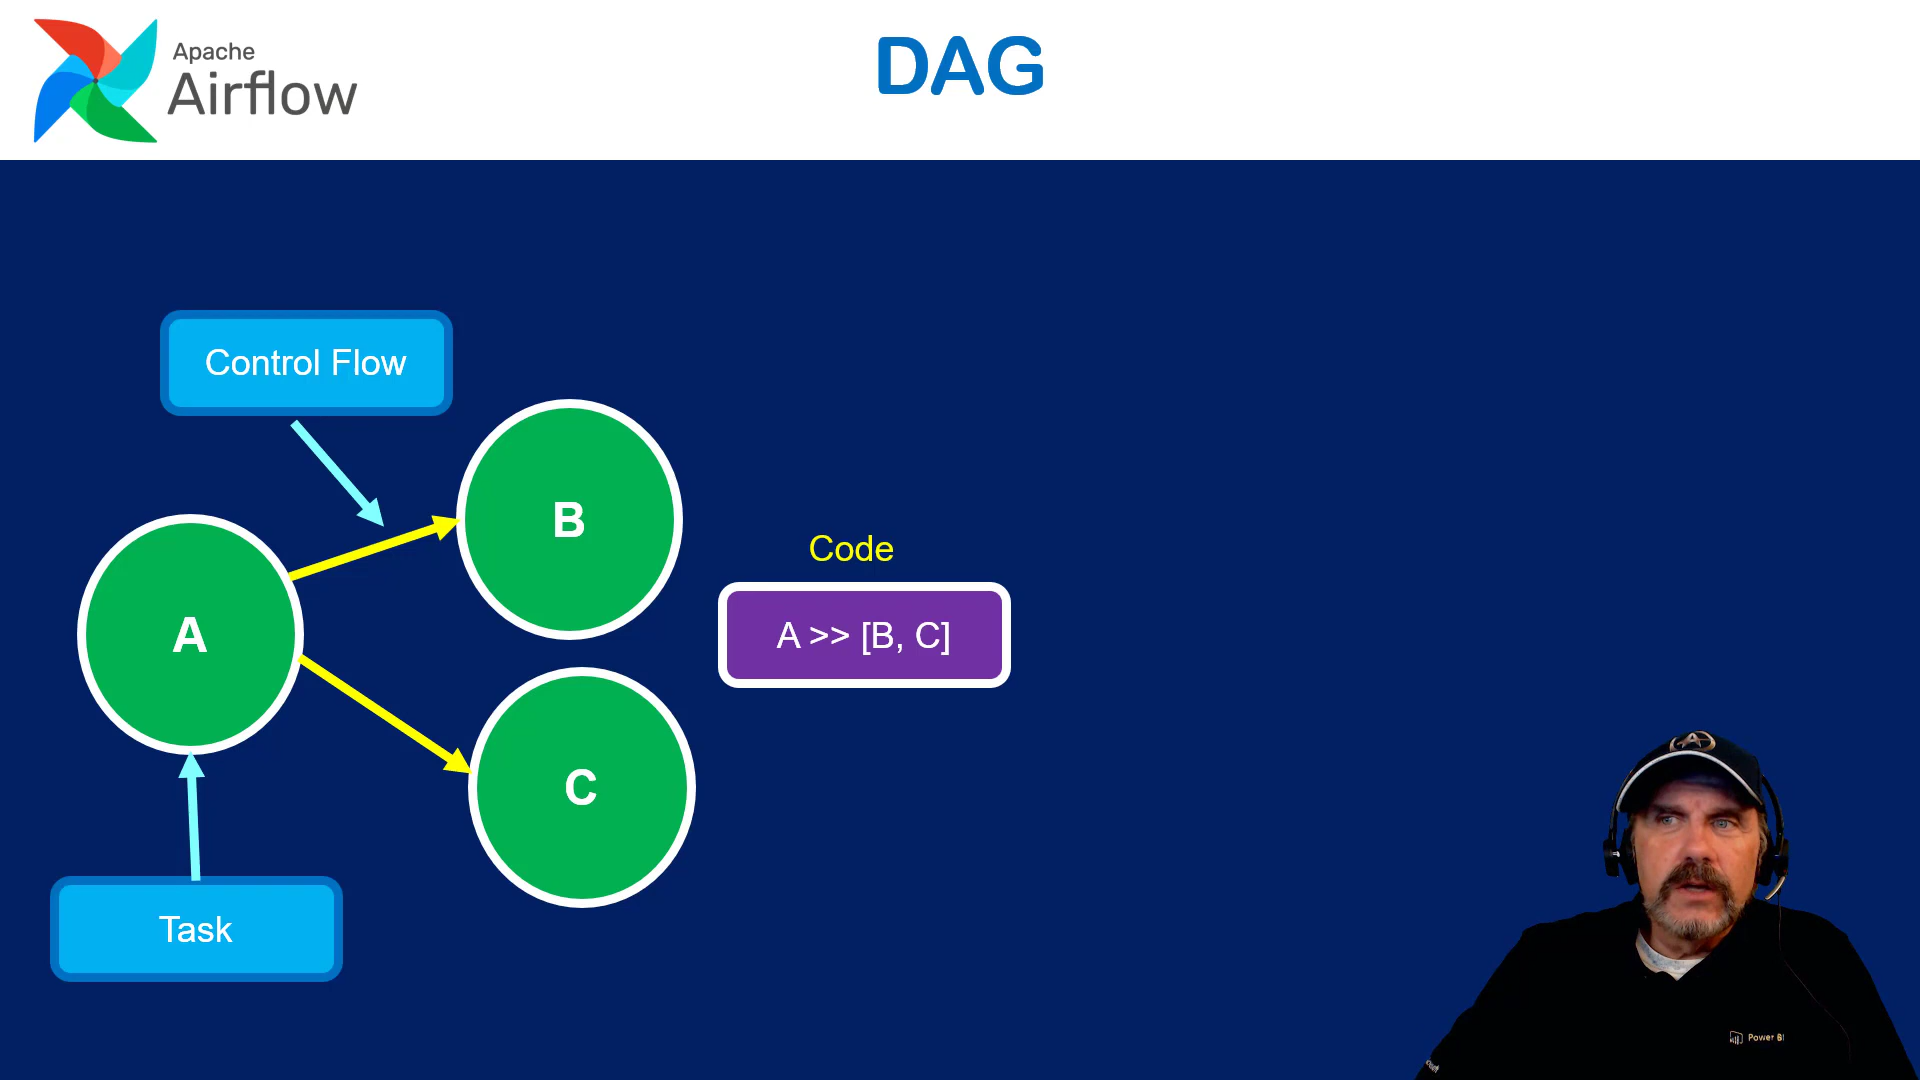 Apache
Airflow
DAG
Control Flow
B
A
Code
A >> [B, C]
C
Task
Power BI